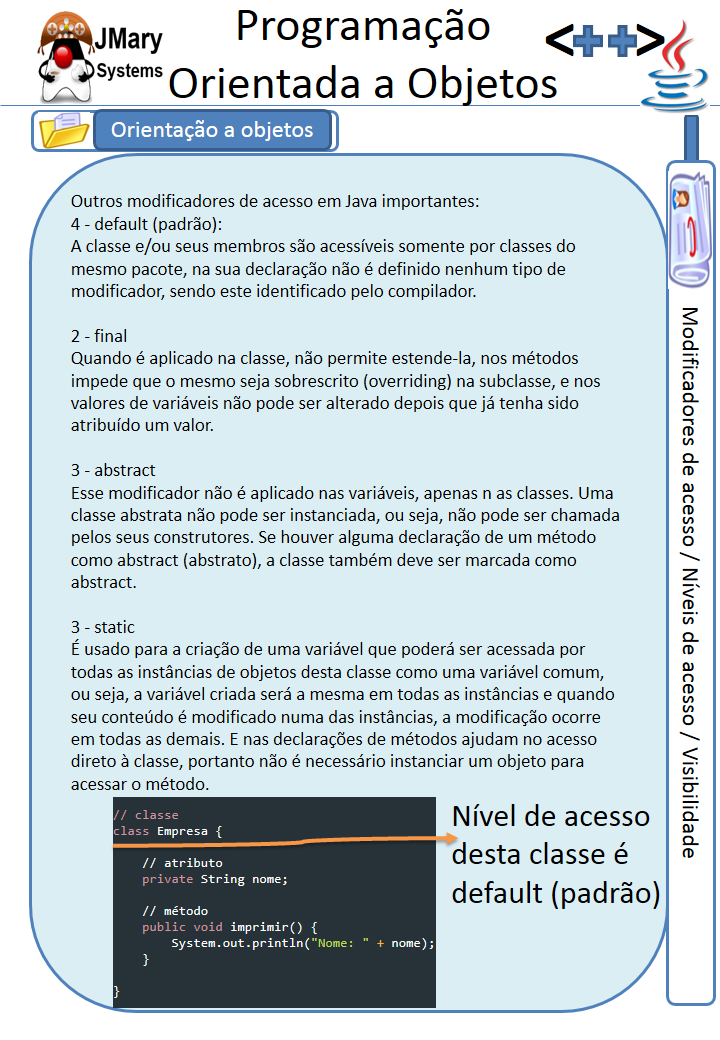 JMary
Systems
Programação
Orientada a Objetos
<++>
Orientação a objetos
Outros modificadores de acesso em Java importantes:
4 - default (padrão):
A classe e/ou seus membros são acessíveis somente por classes do
mesmo pacote, na sua declaração não é definido nenhum tipo de
modificador, sendo este identificado pelo compilador.
2 - final
Quando é aplicado na classe, não permite estende-la, nos métodos
impede que o mesmo seja sobrescrito (overriding) na subclasse, e nos
valores de variáveis não pode ser alterado depois que já tenha sido
atribuído um valor.
3 - abstract
Esse modificador não é aplicado nas variáveis, apenas n as classes. Uma
classe abstrata não pode ser instanciada, ou seja, não pode ser chamada
pelos seus construtores. Se houver alguma declaração de um método
como abstract (abstrato), a classe também deve ser marcada como
abstract.
3 - static
É usado para a criação de uma variável que poderá ser acessada por
todas as instâncias de objetos desta classe como uma variável comum,
ou seja, a variável criada será a mesma em todas as instâncias e quando
seu conteúdo é modificado numa das instâncias, a modificação ocorre
em todas as demais. E nas declarações de métodos ajudam no acesso
direto à classe, portanto não é necessário instanciar um objeto para
acessar o método.
// classe
class Empresa {
// atributo
private String nome;
// método
public void imprimir() {
System.out.println("Nome: " + nome);
}
}
Nível de acesso
desta classe é
default (padrão)
Modificadores de acesso / Níveis de acesso / Visibilidade